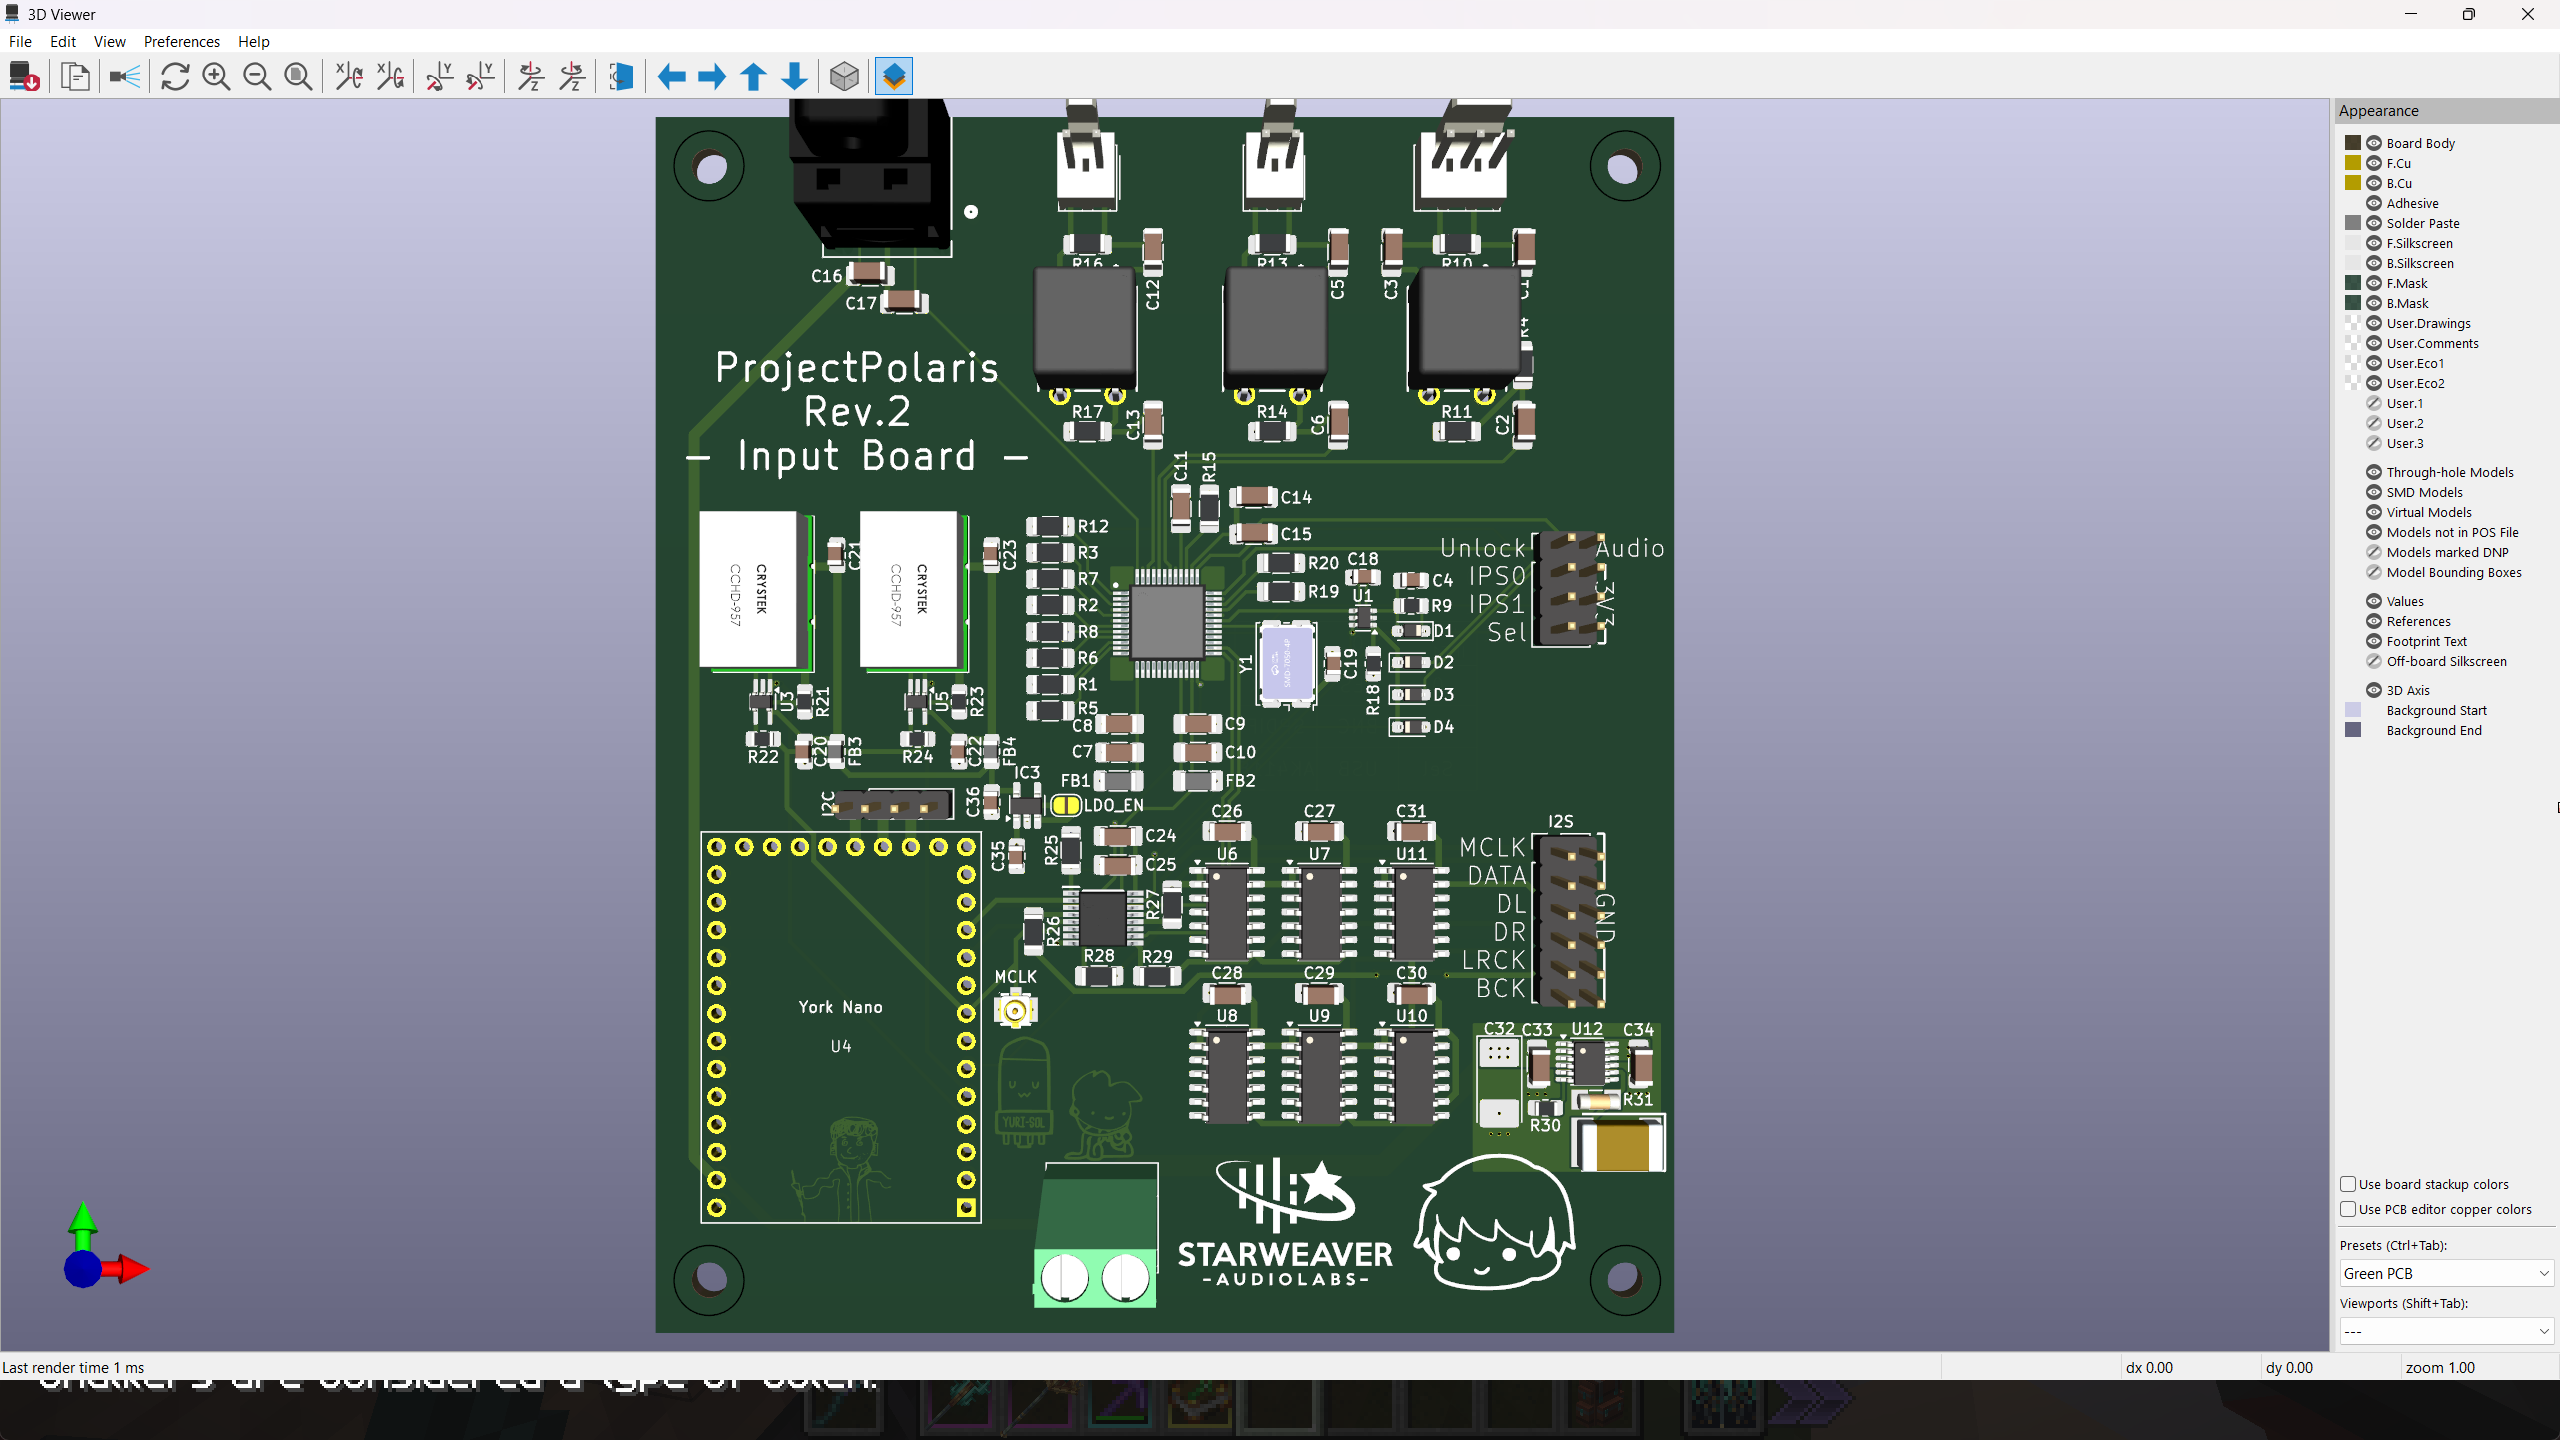 3D Viewer
File Edit View Preferences Help
Appearance
Board Body
F.Cu
B.Cu
Adhesive
Solder Paste
F.Silkscreen
B.Silkscreen
F.Mask
B.Mask
User.Drawings
User.Comments
User.Eco1
User.Eco2
User.1
User.2
User.3
Through-hole Models
SMD Models
Virtual Models
Models not in POS File
Models marked DNP
Model Bounding Boxes
Values
References
Footprint Text
Off-board Silkscreen
3D Axis
Background Start
Background End
Use board stackup colors
Use PCB editor copper colors
Presets (Ctrl+Tab):
Green PCB
Viewports (Shift+Tab):
---
R16 R13 R10
C16
C17
C12 C5 C3 C1
R4
ProjectPolaris
Rev.2
— Input Board —
R17 C13 R14 C6 R11 C2
C11 R15 C14
C15
R12
R3
R7
R2
R8
R6
R1
R5
CRYSTEK
CCHD-957
C21
CRYSTEK
CCHD-957
C23
R20 C18
R19 U1
C4
R9
D1
D2
D3
D4
Y1 C19 R18
Unlock Audio
IPS0
IPS1
Sel
3V3
U3 R21 U5 R23
R22 C20 FB3 R24 C22 FB4
C8 C9
C7 C10
FB1 FB2
IC3
I2C C36 LDO_EN
C24
C25
C35 R25
C26 C27 C31
U6 U7 U11
I2S
MCLK
DATA
DL
DR
LRCK
BCK
GND
R26 R27
R28 R29
MCLK
C28 C29 C30
U8 U9 U10
York Nano
U4
YURI-SOL
C32 C33 U12 C34
R31
R30
STARWEAVER
-AUDIOLABS-
Last render time 1 ms
dx 0.00 dy 0.00 zoom 1.00